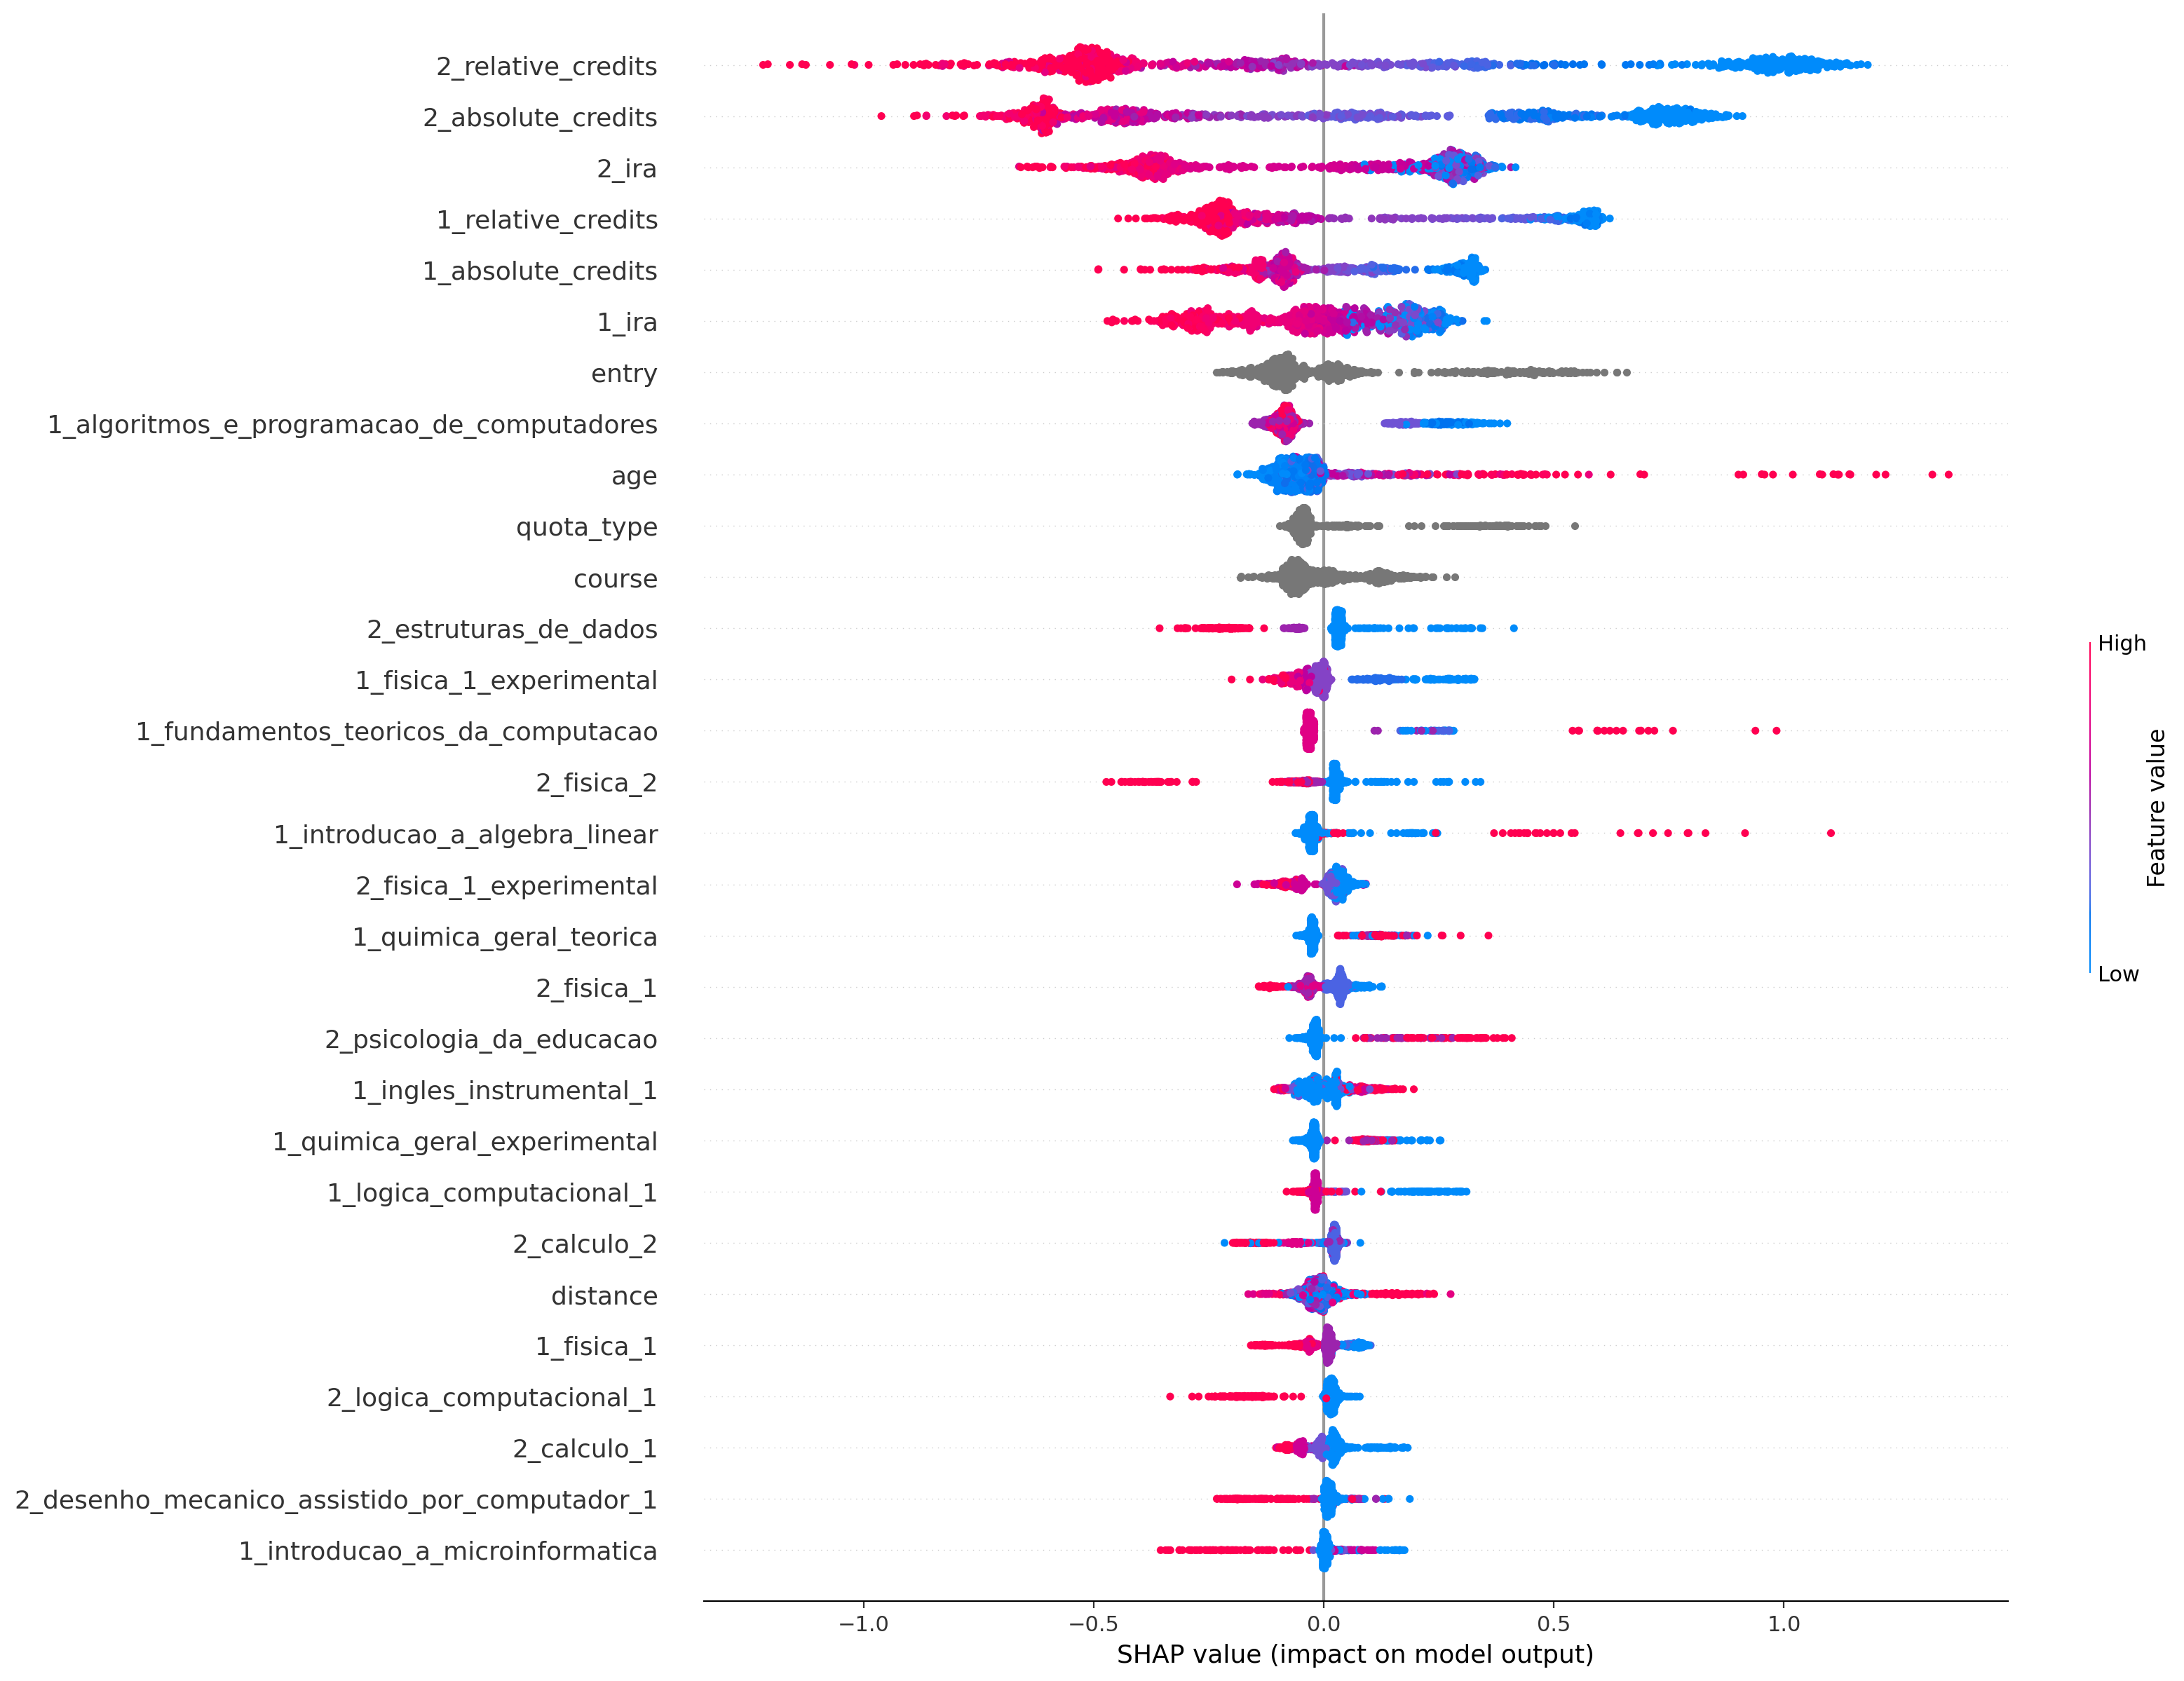 2_relative_credits
2_absolute_credits
2_ira
1_relative_credits
1_absolute_credits
1_ira
entry
1_algoritmos_e_programacao_de_computadores
age
quota_type
course
2_estruturas_de_dados
1_fisica_1_experimental
1_fundamentos_teoricos_da_computacao
2_fisica_2
1_introducao_a_algebra_linear
2_fisica_1_experimental
1_quimica_geral_teorica
2_fisica_1
2_psicologia_da_educacao
1_ingles_instrumental_1
1_quimica_geral_experimental
1_logica_computacional_1
2_calculo_2
distance
1_fisica_1
2_logica_computacional_1
2_calculo_1
2_desenho_mecanico_assistido_por_computador_1
1_introducao_a_microinformatica
−1.0 −0.5 0.0 0.5 1.0
SHAP value (impact on model output)
High
Feature value
Low